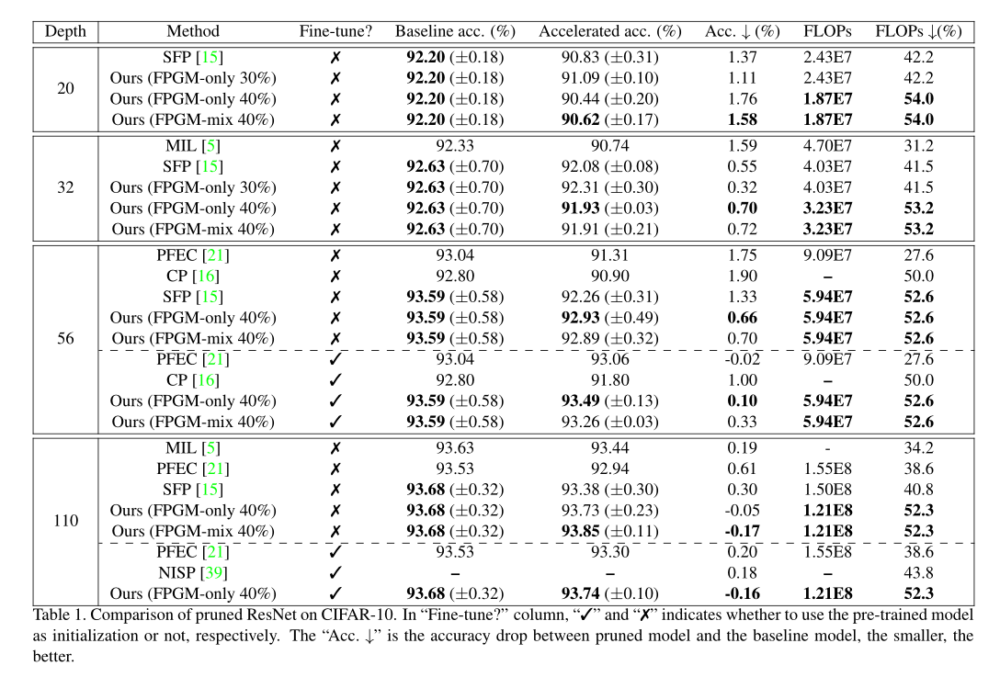 Depth Method Fine-tune? Baseline acc. (%) Accelerated acc. (%) Acc. ↓ (%) FLOPs FLOPs ↓(%)
SFP [15] ✗ 92.20 (±0.18) 90.83 (±0.31) 1.37 2.43E7 42.2
Ours (FPGM-only 30%) ✗ 92.20 (±0.18) 91.09 (±0.10) 1.11 2.43E7 42.2
20
Ours (FPGM-only 40%) ✗ 92.20 (±0.18) 90.44 (±0.20) 1.76 1.87E7 54.0
Ours (FPGM-mix 40%) ✗ 92.20 (±0.18) 90.62 (±0.17) 1.58 1.87E7 54.0
MIL [5] ✗ 92.33 90.74 1.59 4.70E7 31.2
SFP [15] ✗ 92.63 (±0.70) 92.08 (±0.08) 0.55 4.03E7 41.5
32 Ours (FPGM-only 30%) ✗ 92.63 (±0.70) 92.31 (±0.30) 0.32 4.03E7 41.5
Ours (FPGM-only 40%) ✗ 92.63 (±0.70) 91.93 (±0.03) 0.70 3.23E7 53.2
Ours (FPGM-mix 40%) ✗ 92.63 (±0.70) 91.91 (±0.21) 0.72 3.23E7 53.2
PFEC [21] ✗ 93.04 91.31 1.75 9.09E7 27.6
CP [16] ✗ 92.80 90.90 1.90 – 50.0
SFP [15] ✗ 93.59 (±0.58) 92.26 (±0.31) 1.33 5.94E7 52.6
Ours (FPGM-only 40%) ✗ 93.59 (±0.58) 92.93 (±0.49) 0.66 5.94E7 52.6
56 Ours (FPGM-mix 40%) ✗ 93.59 (±0.58) 92.89 (±0.32) 0.70 5.94E7 52.6
PFEC [21] ✓ 93.04 93.06 -0.02 9.09E7 27.6
CP [16] ✓ 92.80 91.80 1.00 – 50.0
Ours (FPGM-only 40%) ✓ 93.59 (±0.58) 93.49 (±0.13) 0.10 5.94E7 52.6
Ours (FPGM-mix 40%) ✓ 93.59 (±0.58) 93.26 (±0.03) 0.33 5.94E7 52.6
MIL [5] ✗ 93.63 93.44 0.19 - 34.2
PFEC [21] ✗ 93.53 92.94 0.61 1.55E8 38.6
SFP [15] ✗ 93.68 (±0.32) 93.38 (±0.30) 0.30 1.50E8 40.8
Ours (FPGM-only 40%) ✗ 93.68 (±0.32) 93.73 (±0.23) -0.05 1.21E8 52.3
110
Ours (FPGM-mix 40%) ✗ 93.68 (±0.32) 93.85 (±0.11) -0.17 1.21E8 52.3
PFEC [21] ✓ 93.53 93.30 0.20 1.55E8 38.6
NISP [39] ✓ – – 0.18 – 43.8
Ours (FPGM-only 40%) ✓ 93.68 (±0.32) 93.74 (±0.10) -0.16 1.21E8 52.3
Table 1. Comparison of pruned ResNet on CIFAR-10. In “Fine-tune?” column, “✓” and “✗” indicates whether to use the pre-trained model
as initialization or not, respectively. The “Acc. ↓” is the accuracy drop between pruned model and the baseline model, the smaller, the
better.